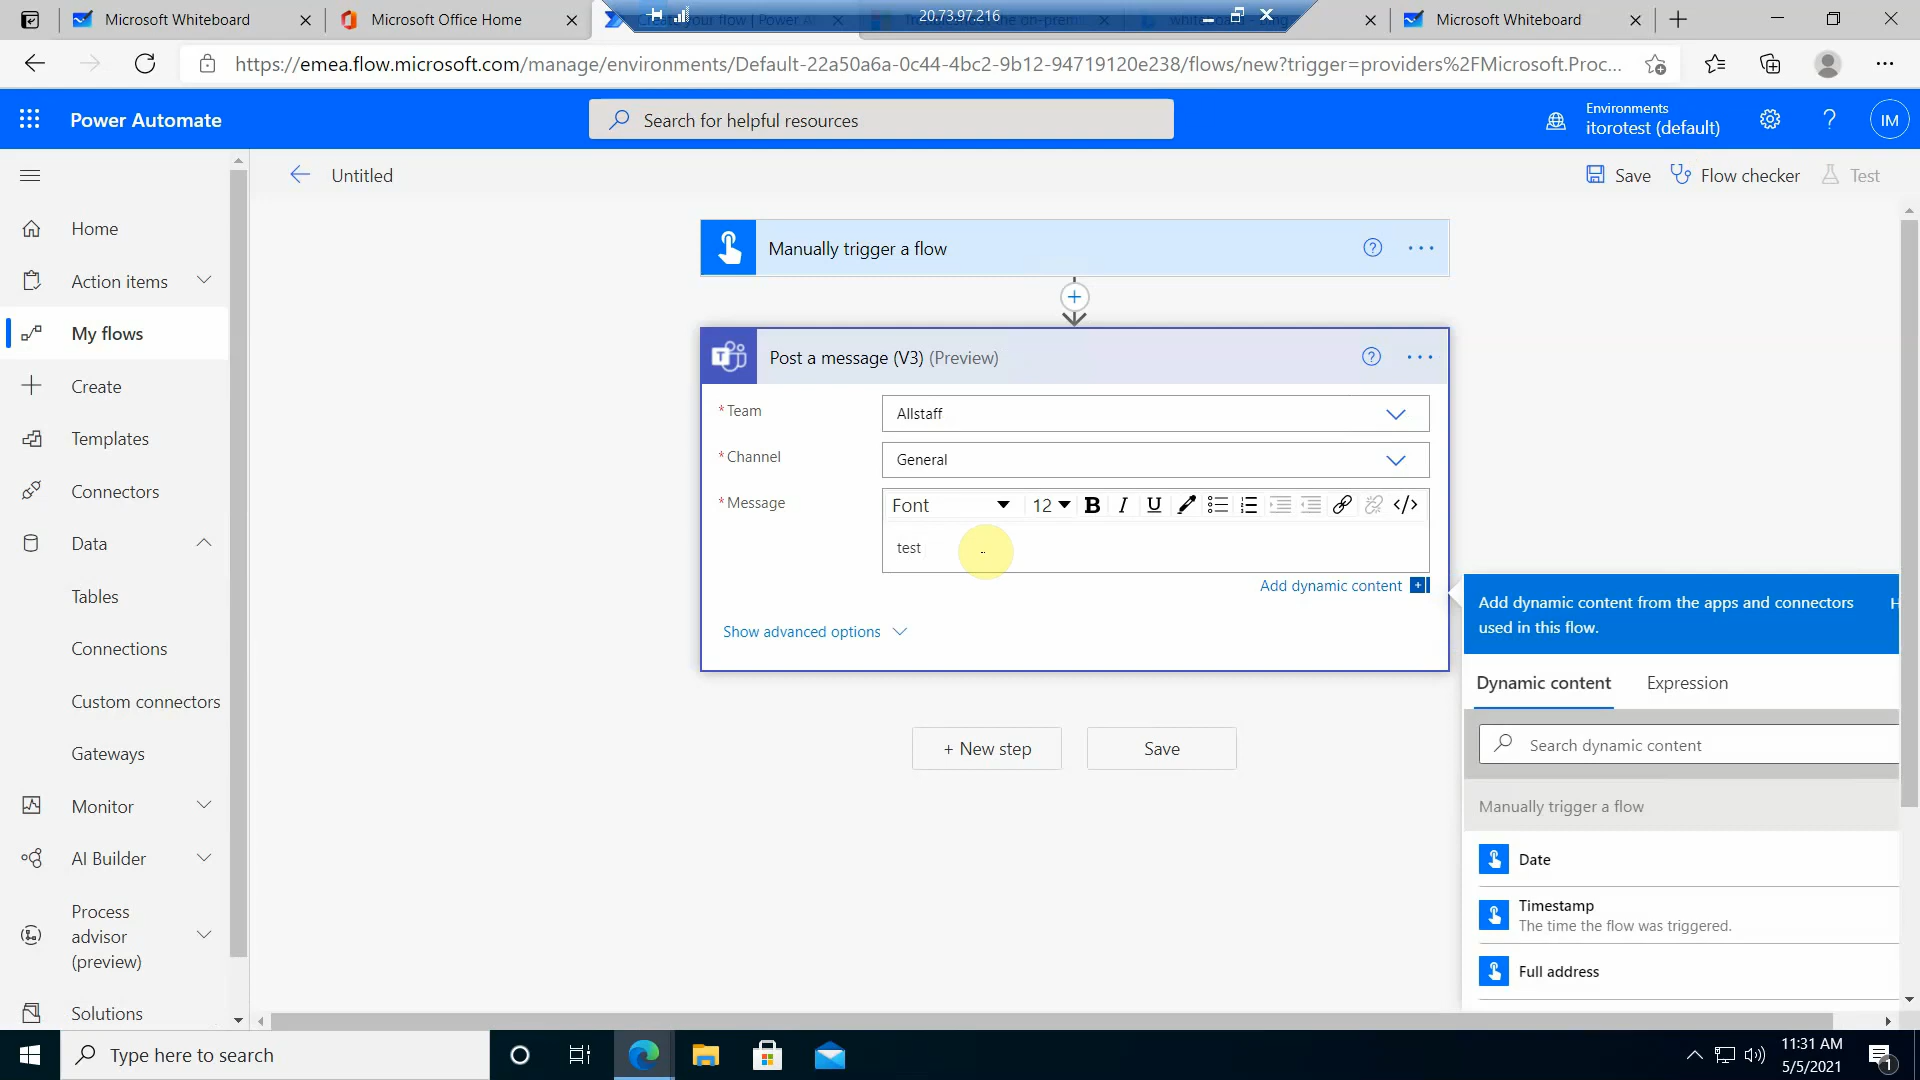 Microsoft Whiteboard
Microsoft Office Home
Create your flow | Power A
20.73.97.216
Microsoft Whiteboard
https://emea.flow.microsoft.com/manage/environments/Default-22a50a6a-0c44-4bc2-9b12-94719120e238/flows/new?trigger=providers%2FMicrosoft.Proc...
Power Automate
Search for helpful resources
Environments
itorotest (default)
IM
Untitled
Save
Flow checker
Test
Home
Action items
My flows
Create
Templates
Connectors
Data
Tables
Connections
Custom connectors
Gateways
Monitor
AI Builder
Process
advisor
(preview)
Solutions
Manually trigger a flow
Post a message (V3) (Preview)
* Team
Allstaff
* Channel
General
* Message
Font
12
B I U
test
Add dynamic content
Show advanced options
+ New step
Save
Add dynamic content from the apps and connectors
used in this flow.
Dynamic content
Expression
Search dynamic content
Manually trigger a flow
Date
Timestamp
The time the flow was triggered.
Full address
Type here to search
11:31 AM
5/5/2021
1